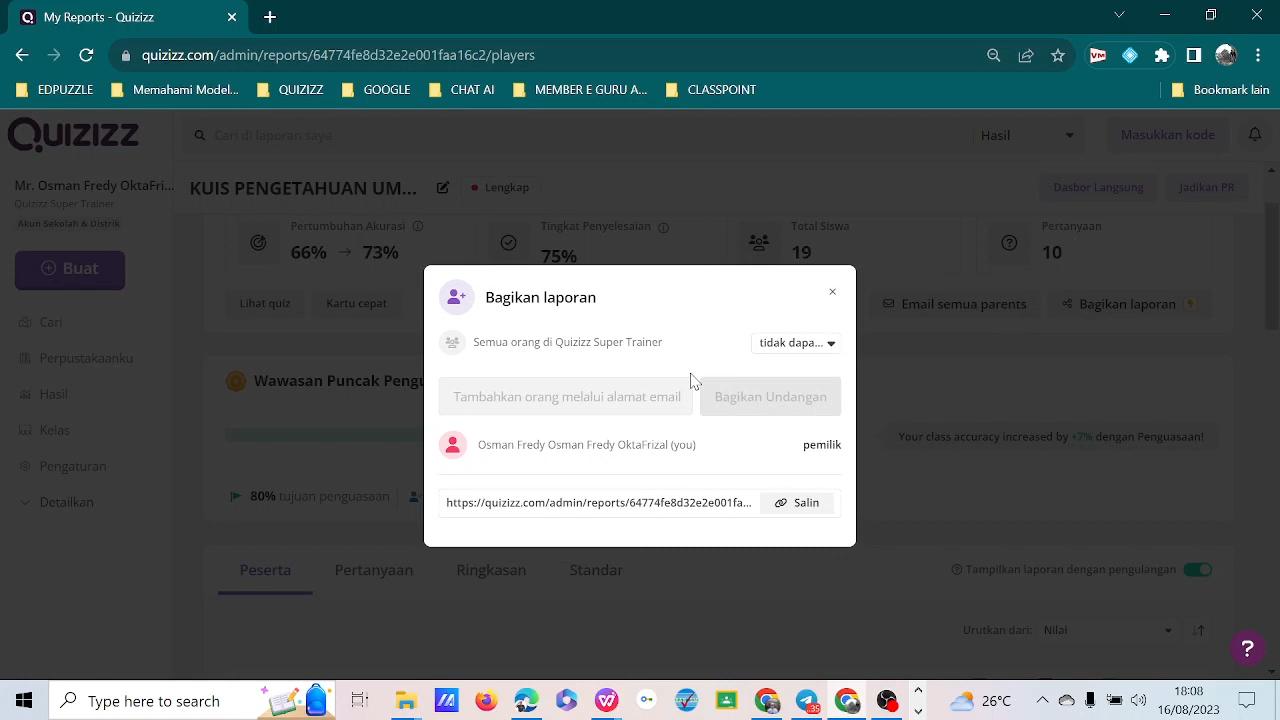 My Reports - Quizizz
quizizz.com/admin/reports/64774fe8d32e2e001faa16c2/players
EDPUZZLE
Memahami Model...
QUIZIZZ
GOOGLE
CHAT AI
MEMBER E GURU A...
CLASSPOINT
Bookmark lain
Quizizz
Cari di laporan saya
Hasil
Masukkan kode
Mr. Osman Fredy OktaFri...
Quizizz Super Trainer
Akun Sekolah & Distrik
KUIS PENGETAHUAN UM...
Lengkap
Dasbor Langsung
Jadikan PR
Buat
Cari
Perpustakaanku
Hasil
Kelas
Pengaturan
Detailkan
Pertumbuhan Akurasi
66% → 73%
Tingkat Penyelesaian
75%
Total Siswa
19
Pertanyaan
10
Lihat quiz
Kartu cepat
Email semua parents
Bagikan laporan
Wawasan Puncak Pengu
Your class accuracy increased by +7% dengan Penguasaan!
80% tujuan penguasaan
Bagikan laporan
Semua orang di Quizizz Super Trainer
tidak dapa...
Tambahkan orang melalui alamat email
Bagikan Undangan
Osman Fredy Osman Fredy OktaFrizal (you)
pemilik
https://quizizz.com/admin/reports/64774fe8d32e2e001fa...
Salin
Peserta
Pertanyaan
Ringkasan
Standar
Tampilkan laporan dengan pengulangan
Urutkan dari:
Nilai
?
Type here to search
35
26°C
18:08
16/08/2023